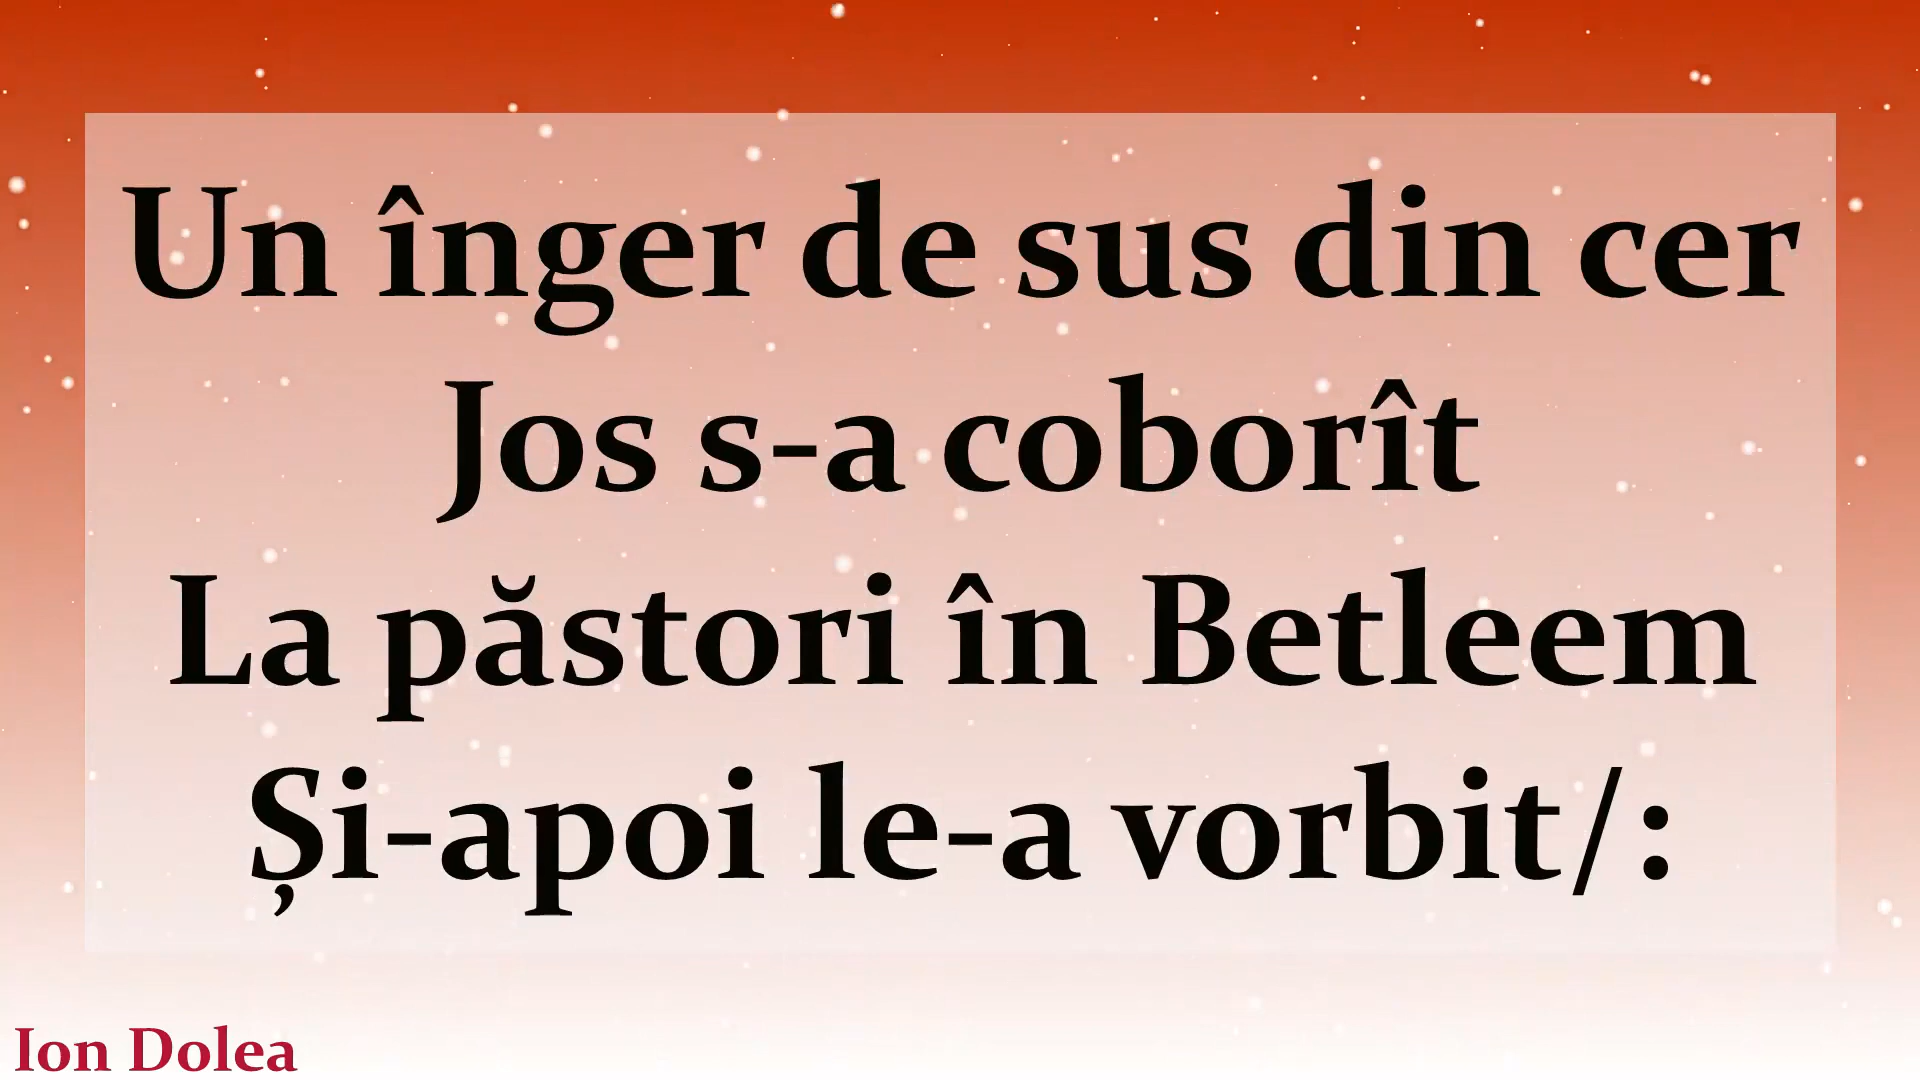 Un înger de sus din cer
Jos s-a coborît
La păstori în Betleem
Și-apoi le-a vorbit/:
Ion Dolea